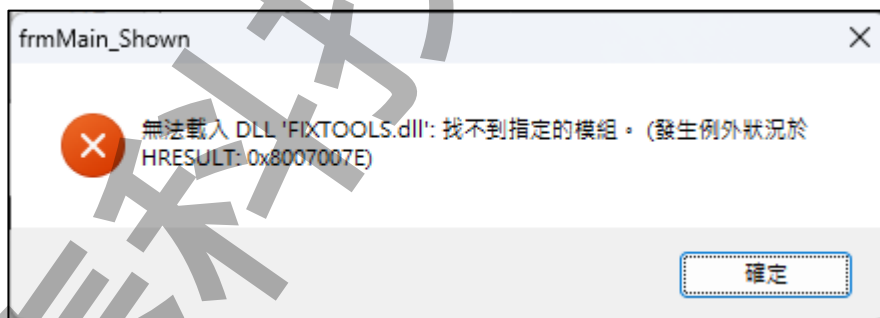 frmMain_Shown
無法載入 DLL 'FIXTOOLS.dll': 找不到指定的模組。 (發生例外狀況於
HRESULT: 0x8007007E)
確定